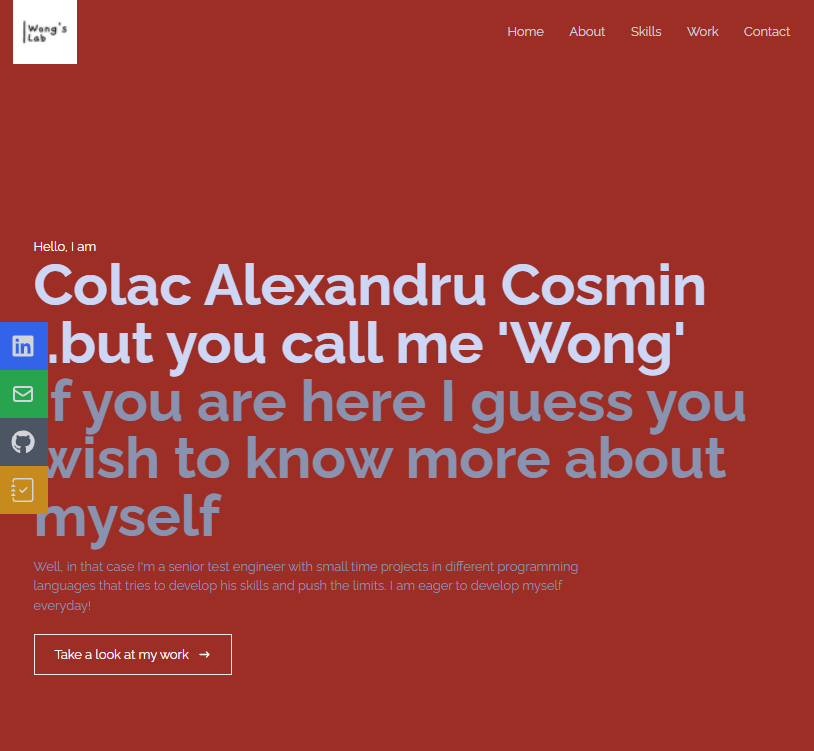 Wong's
Lab
Home About Skills Work Contact
Hello, I am
Colac Alexandru Cosmin
..but you call me 'Wong'
If you are here I guess you
wish to know more about
myself
Well, in that case I'm a senior test engineer with small time projects in different programming
languages that tries to develop his skills and push the limits. I am eager to develop myself
everyday!
Take a look at my work →
in